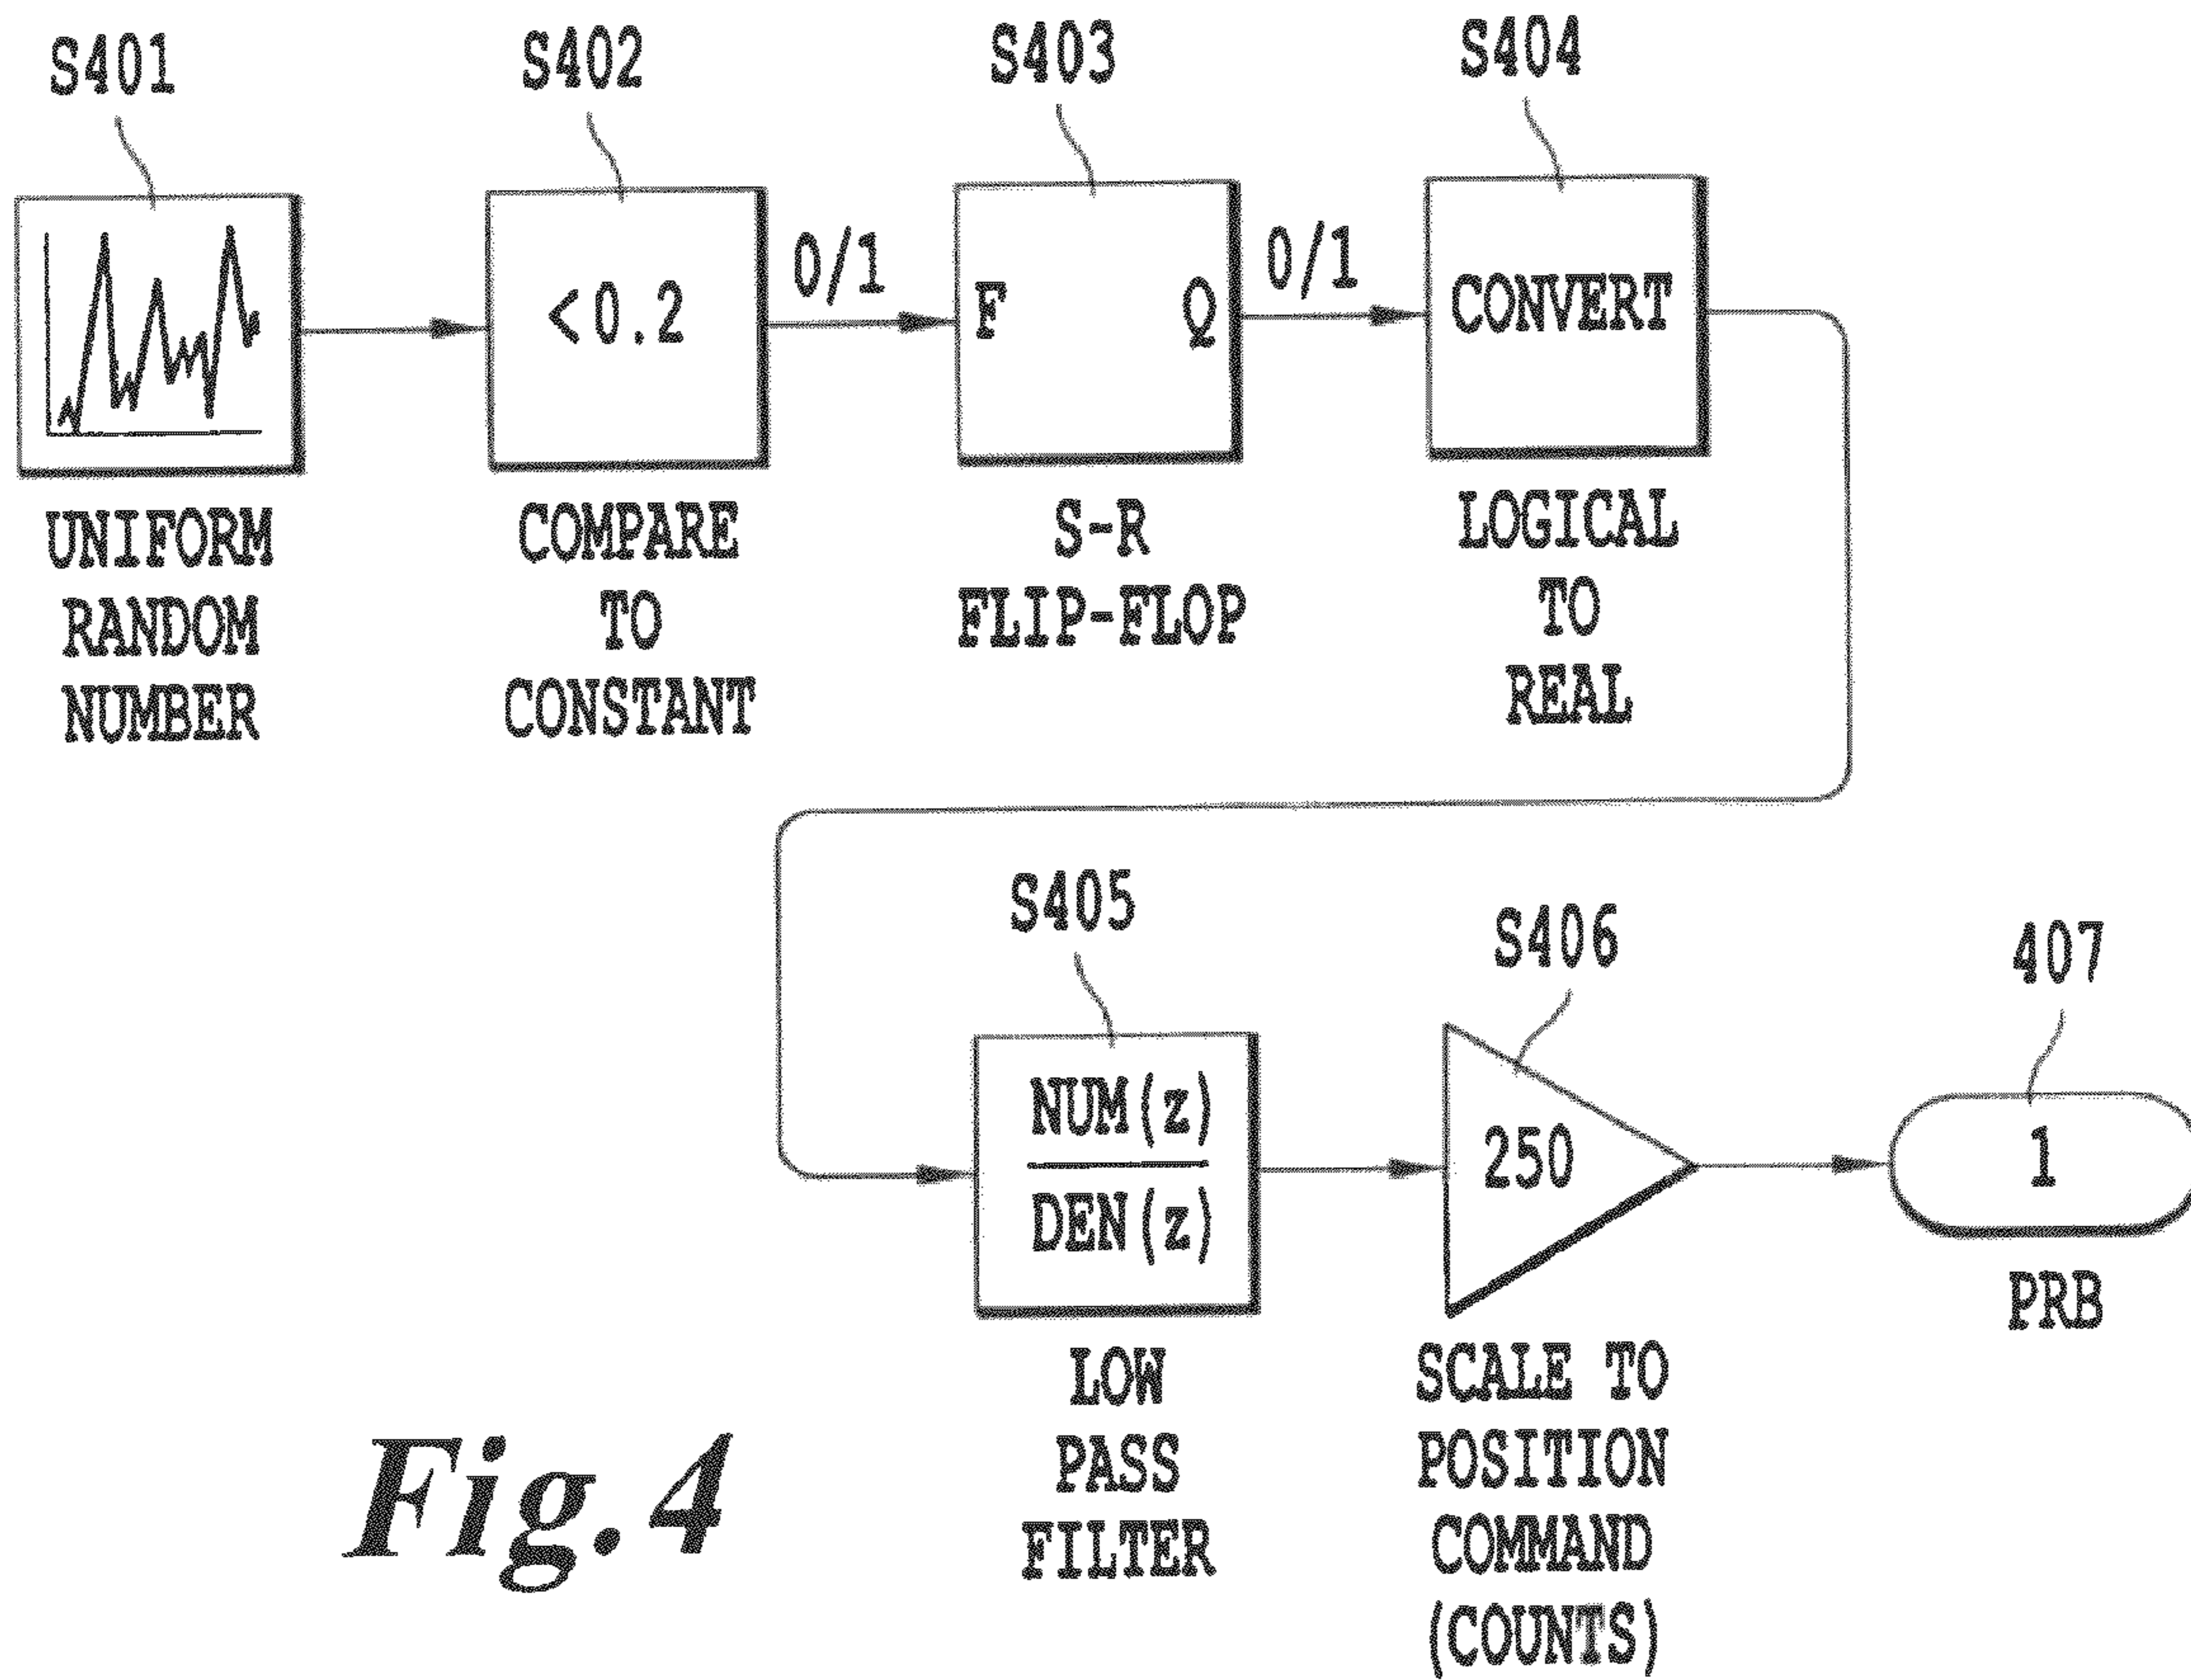 S401
S402
S403
S404
<0.2
0/1
F
Q
0/1
CONVERT
UNIFORM
RANDOM
NUMBER
COMPARE
TO
CONSTANT
S-R
FLIP-FLOP
LOGICAL
TO
REAL
S405
S406
407
NUM(z)
DEN(z)
250
1
LOW
PASS
FILTER
SCALE TO
POSITION
COMMAND
(COUNTS)
PRB
Fig.4